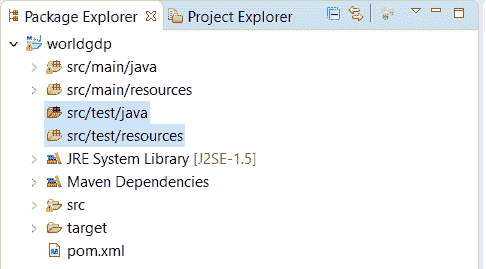 Package Explorer Project Explorer
worldgdp
src/main/java
src/main/resources
src/test/java
src/test/resources
JRE System Library [J2SE-1.5]
Maven Dependencies
src
target
pom.xml